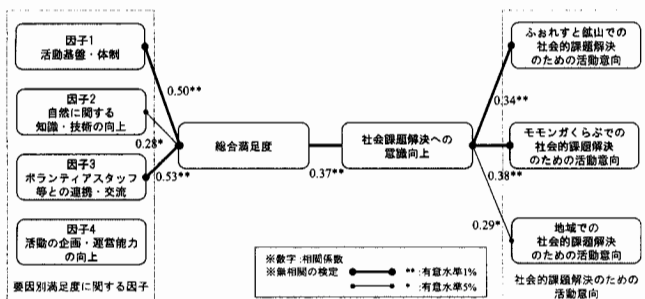 因子1
活動基盤・体制
因子2
自然に関する
知識・技術の向上
因子3
ボランティアスタッフ
等との連携・交流
因子4
活動の企画・運営能力
の向上
要因別満足度に関する因子
0.50**
0.28*
0.53**
総合満足度
0.37**
社会課題解決への
意識向上
0.34**
0.38**
0.29*
ふぉれすと鉱山での
社会的課題解決
のための活動意向
モモンガくらぶでの
社会的課題解決
のための活動意向
地域での
社会的課題解決
のための活動意向
社会的課題解決のための
活動意向
※数字:相関係数
※無相関の検定
**:有意水準1%
*:有意水準5%